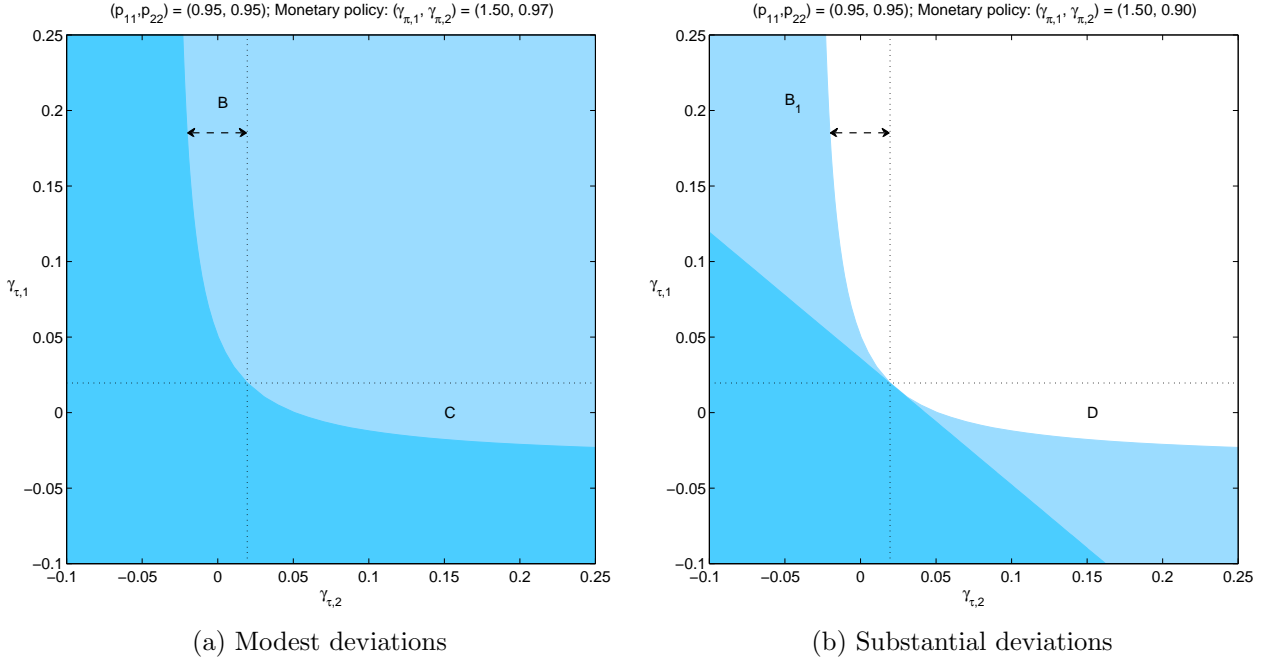 (p₁₁,p₂₂) = (0.95, 0.95); Monetary policy: (γπ,1, γπ,2) = (1.50, 0.97)
0.25
0.2
0.15
0.1
0.05
0
−0.05
−0.1
γτ,1
B
C
−0.1
−0.05
0
0.05
0.1
0.15
0.2
0.25
γτ,2
(a) Modest deviations
(p₁₁,p₂₂) = (0.95, 0.95); Monetary policy: (γπ,1, γπ,2) = (1.50, 0.90)
0.25
0.2
0.15
0.1
0.05
0
−0.05
−0.1
γτ,1
B₁
D
−0.1
−0.05
0
0.05
0.1
0.15
0.2
0.25
γτ,2
(b) Substantial deviations